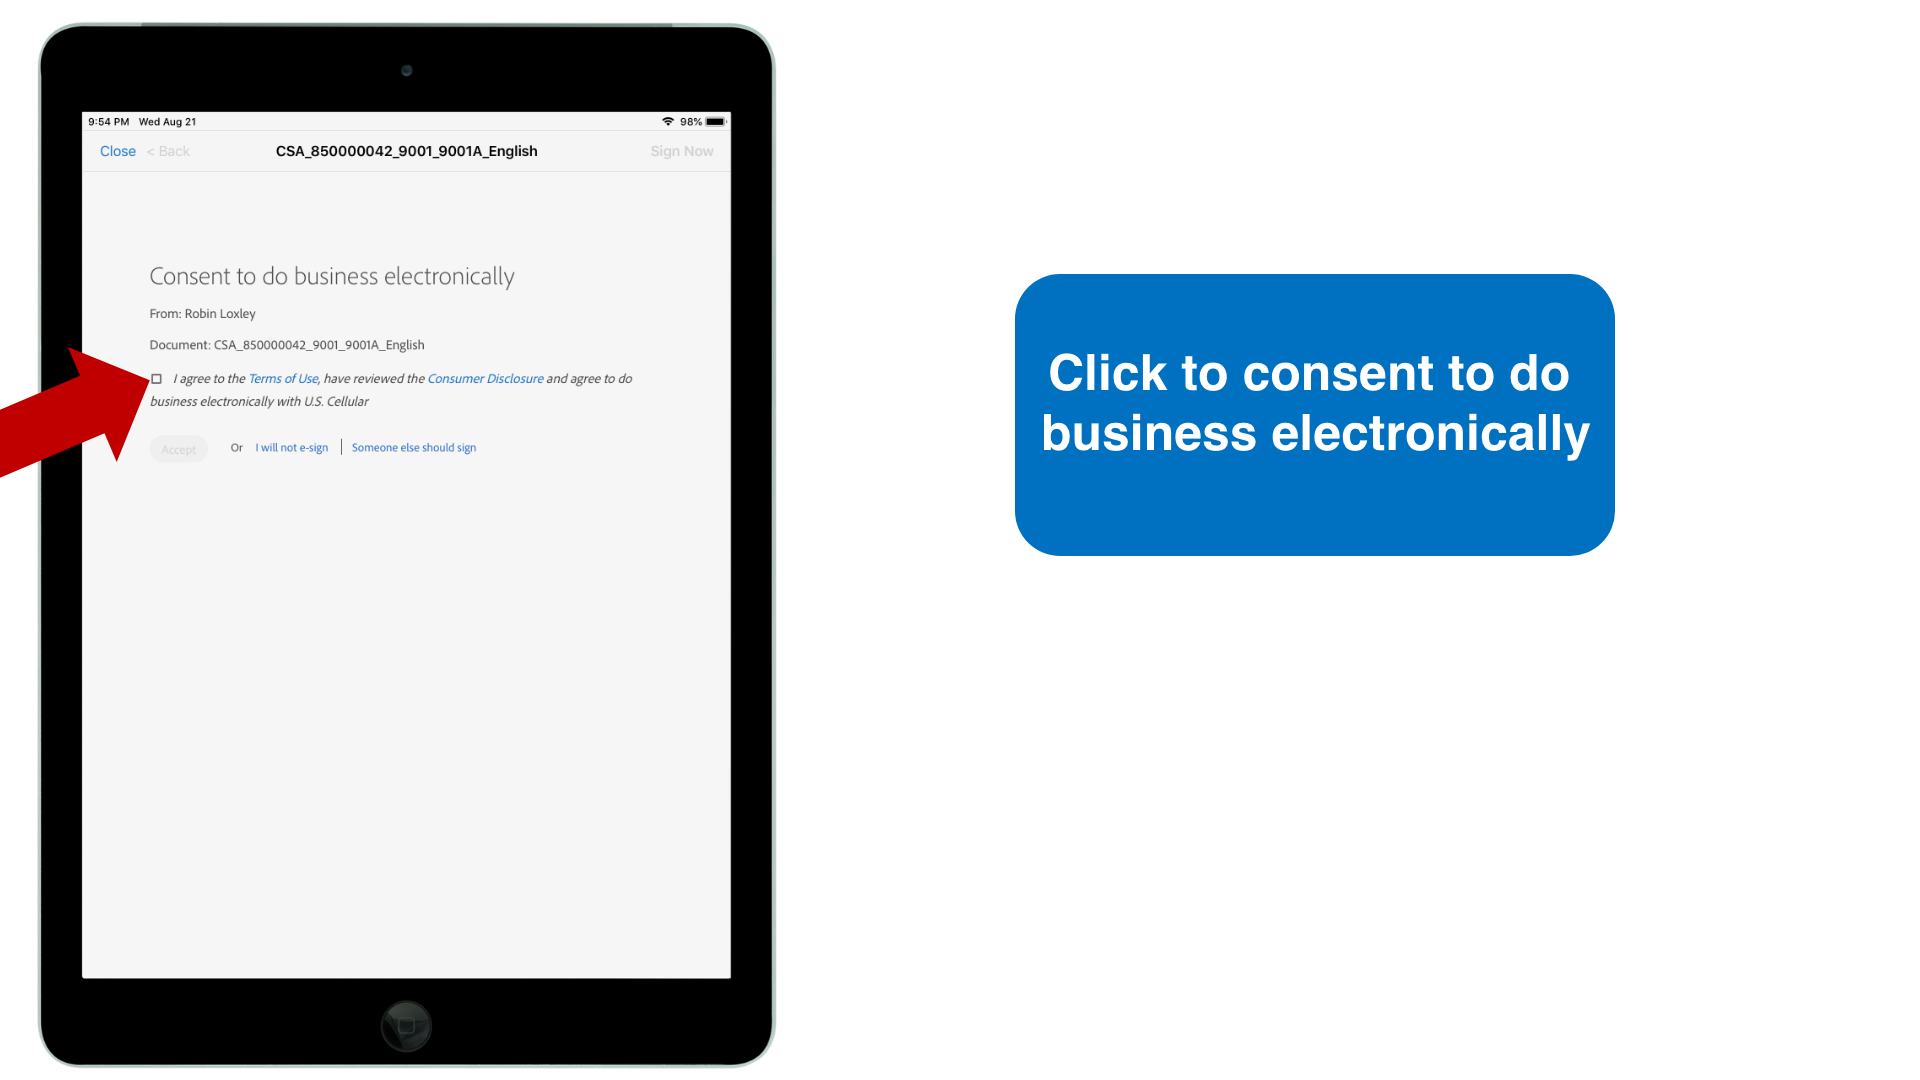 9:54 PM Wed Aug 21 98%
Close < Back CSA_850000042_9001_9001A_English Sign Now
Consent to do business electronically
From: Robin Loxley
Document: CSA_850000042_9001_9001A_English
I agree to the Terms of Use, have reviewed the Consumer Disclosure and agree to do
business electronically with U.S. Cellular
Accept Or I will not e-sign | Someone else should sign
Click to consent to do
business electronically